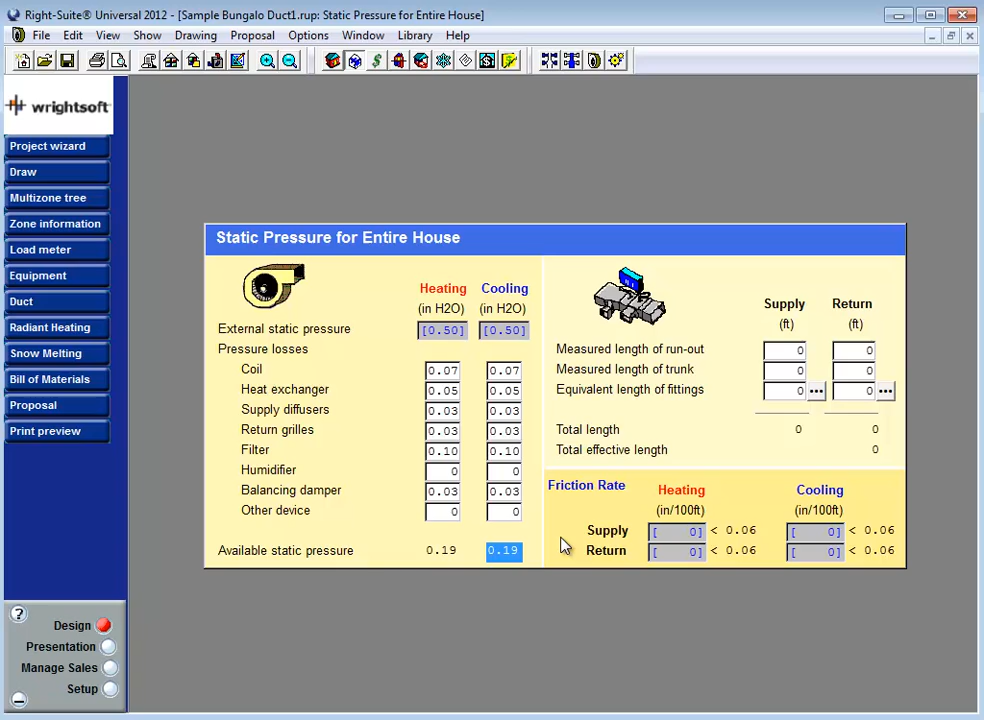 Right-Suite® Universal 2012 - [Sample Bungalo Duct1.rup: Static Pressure for Entire House]
File Edit View Show Drawing Proposal Options Window Library Help
wrightsoft
Project wizard
Draw
Multizone tree
Zone information
Load meter
Equipment
Duct
Radiant Heating
Snow Melting
Bill of Materials
Proposal
Print preview
? Design
Presentation
Manage Sales
Setup
Static Pressure for Entire House
Heating Cooling
(in H2O) (in H2O)
External static pressure [0.50] [0.50]
Pressure losses
Coil 0.07 0.07
Heat exchanger 0.05 0.05
Supply diffusers 0.03 0.03
Return grilles 0.03 0.03
Filter 0.10 0.10
Humidifier 0 0
Balancing damper 0.03 0.03
Other device 0 0
Available static pressure 0.19 0.19
Supply Return
(ft) (ft)
Measured length of run-out 0 0
Measured length of trunk 0 0
Equivalent length of fittings 0 ... 0 ...
Total length 0 0
Total effective length 0
Friction Rate Heating Cooling
(in/100ft) (in/100ft)
Supply [ 0] < 0.06 [ 0] < 0.06
Return [ 0] < 0.06 [ 0] < 0.06